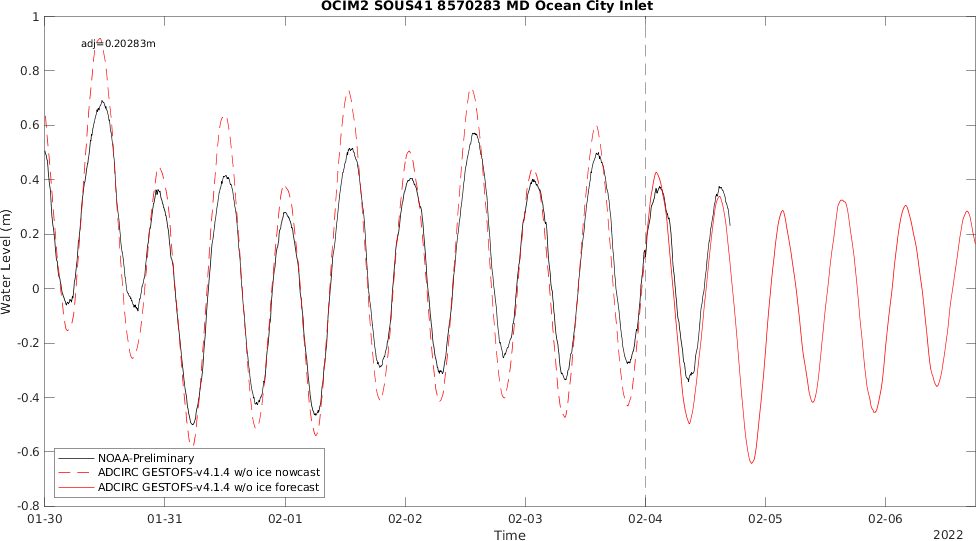 OCIM2 SOUS41 8570283 MD Ocean City Inlet
adj=0.20283m
1
0.8
0.6
0.4
0.2
0
-0.2
-0.4
-0.6
-0.8
Water Level (m)
NOAA-Preliminary
ADCIRC GESTOFS-v4.1.4 w/o ice nowcast
ADCIRC GESTOFS-v4.1.4 w/o ice forecast
01-30 01-31 02-01 02-02 02-03 02-04 02-05 02-06
Time
2022